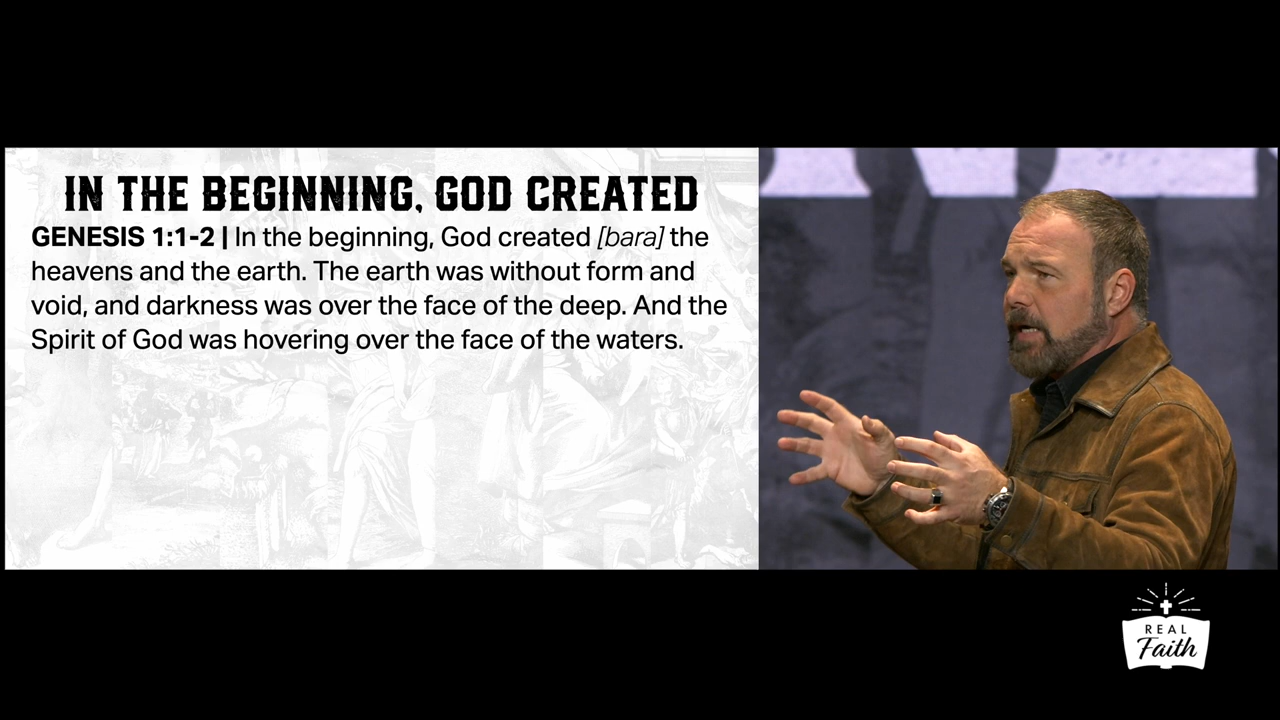 IN THE BEGINNING, GOD CREATED
GENESIS 1:1-2 | In the beginning, God created [bara] the
heavens and the earth. The earth was without form and
void, and darkness was over the face of the deep. And the
Spirit of God was hovering over the face of the waters.
REAL
Faith